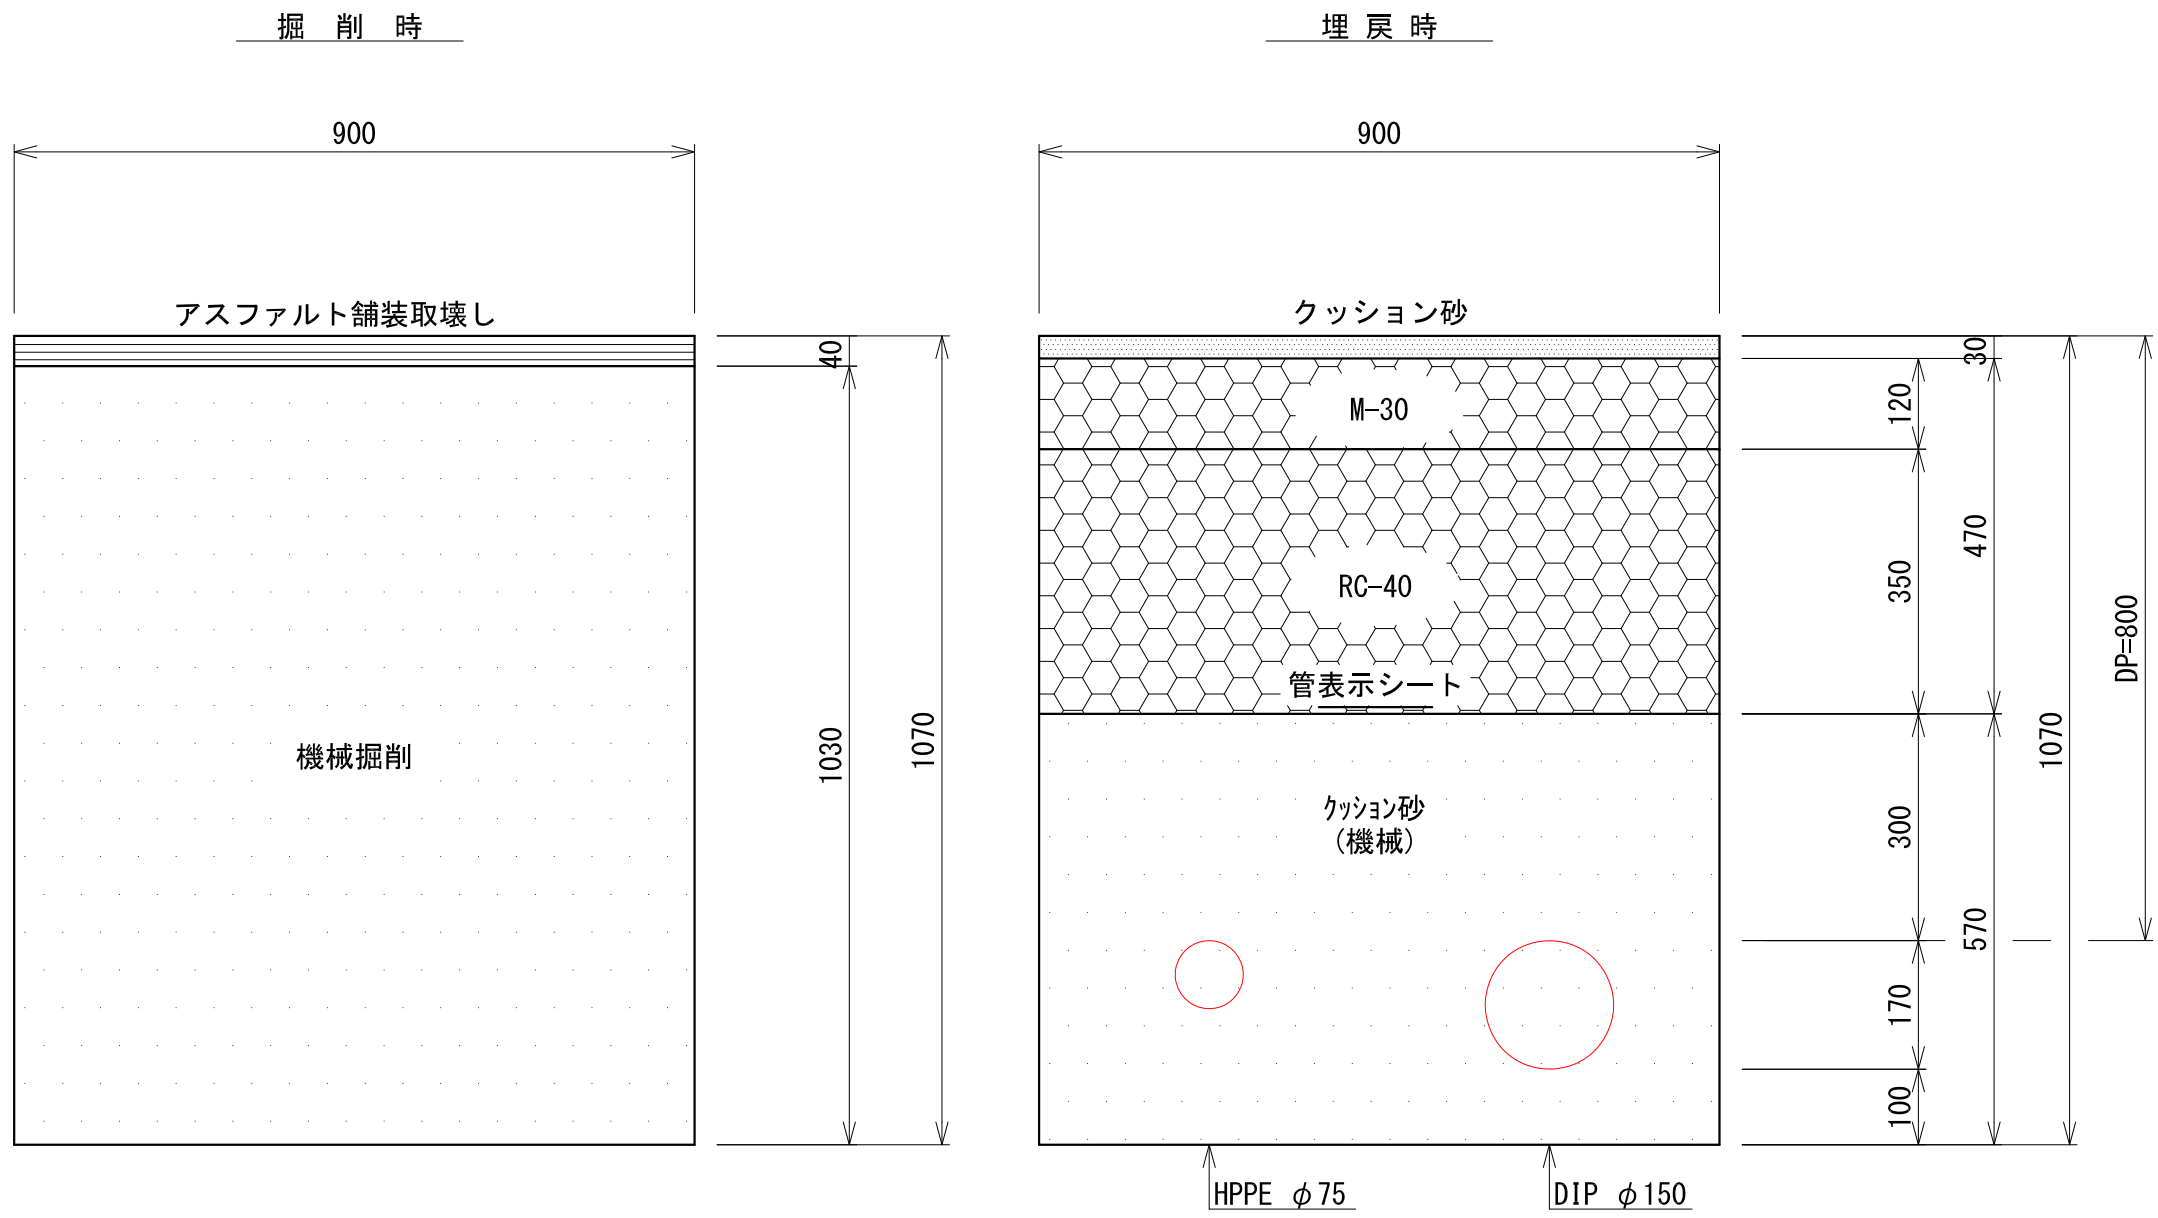 掘 削 時
900
アスファルト舗装取壊し
機械掘削
40
1030
1070
埋 戻 時
900
クッション砂
M-30
RC-40
管表示シート
クッション砂
(機械)
30
120
350
470
300
170
100
570
1070
DP=800
HPPE φ75
DIP φ150